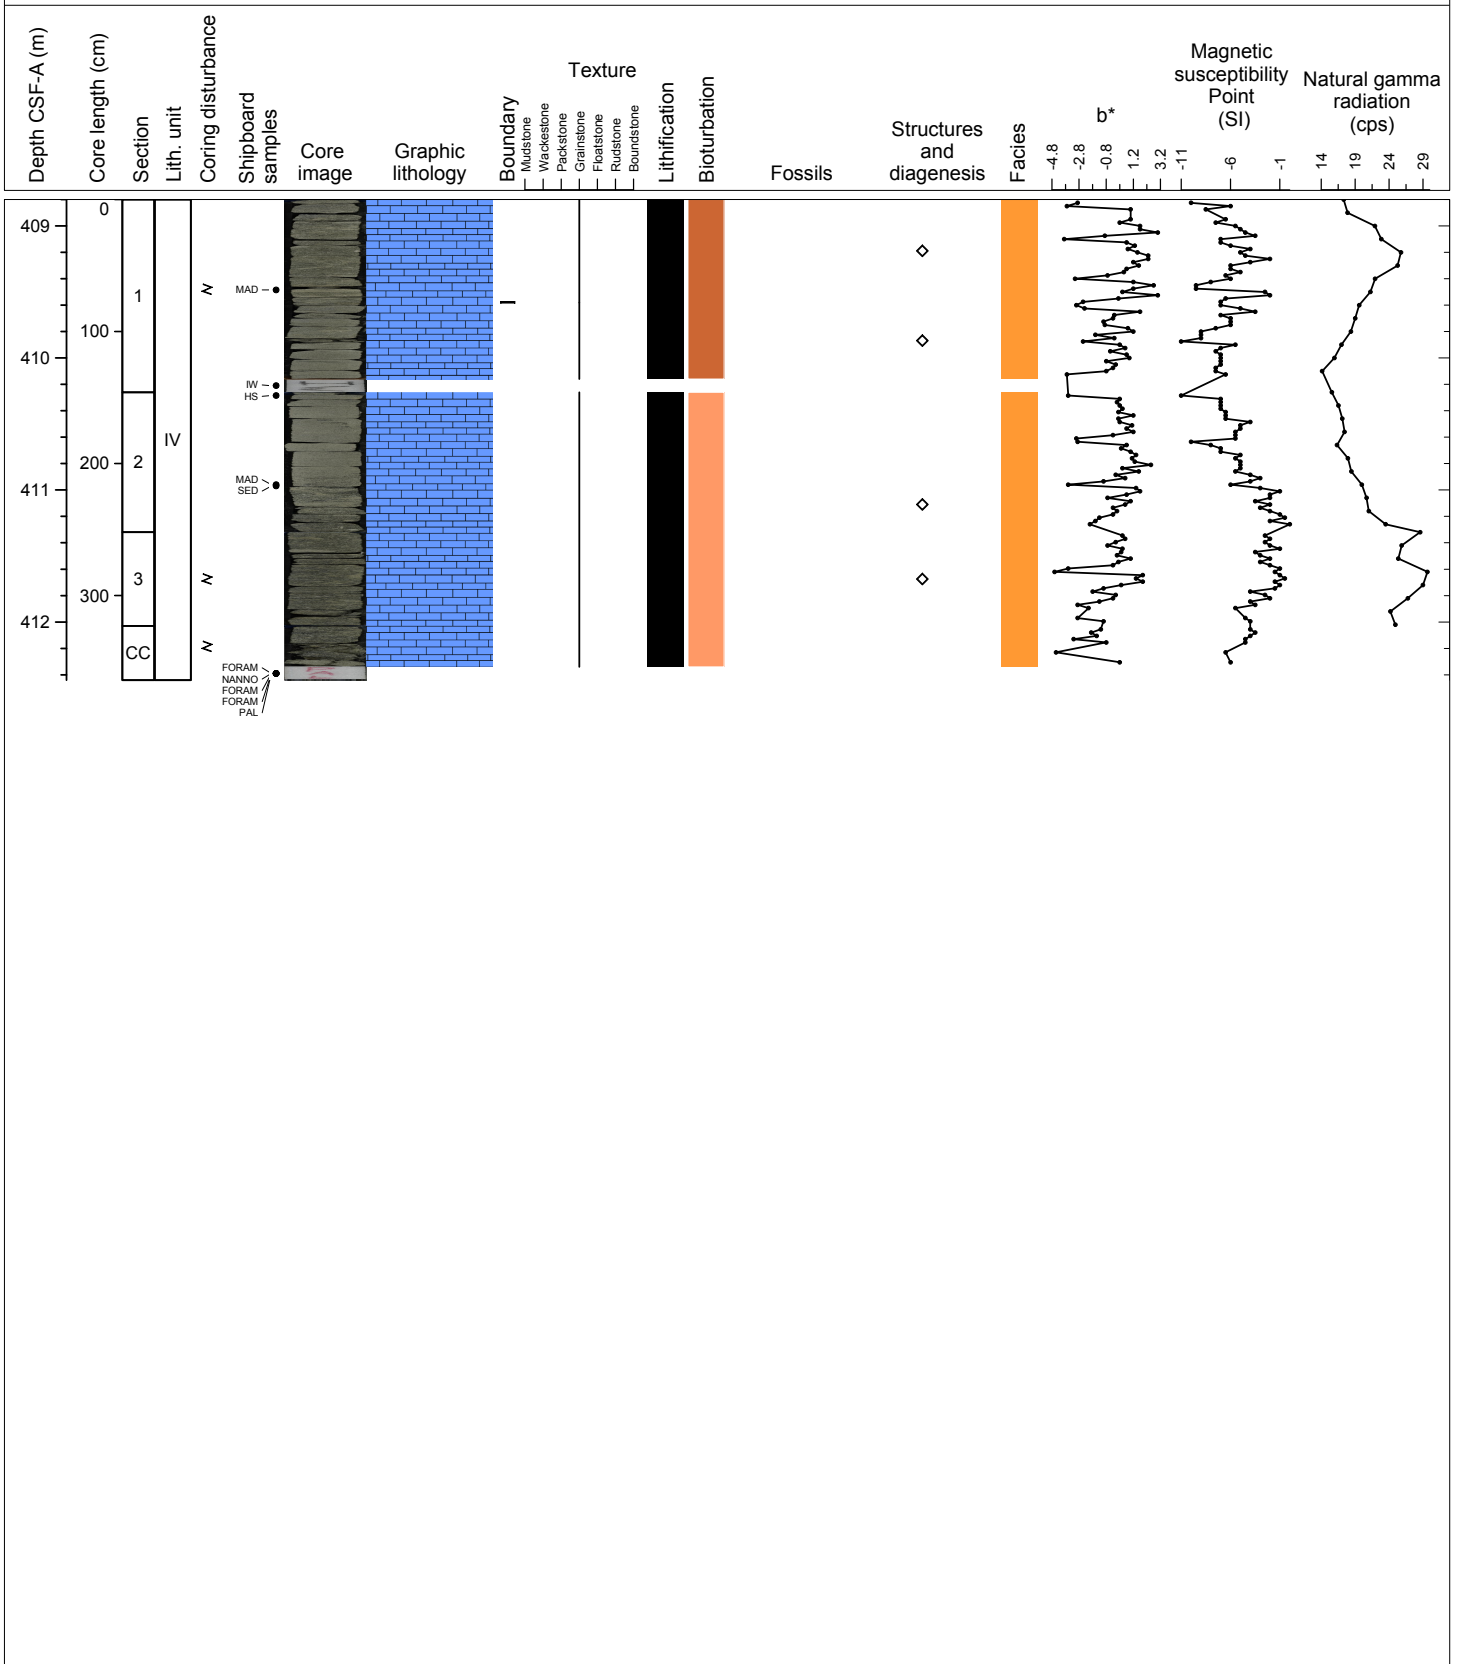 Depth CSF-A (m)
Core length (cm)
Section
Lith. unit
Coring disturbance
Shipboard
samples
Core
image
Graphic
lithology
Boundary
Texture
Mudstone
Wackestone
Packstone
Grainstone
Floatstone
Rudstone
Boundstone
Lithification
Bioturbation
Fossils
Structures
and
diagenesis
Facies
b*
-4.8
-2.8
-0.8
1.2
3.2
Magnetic
susceptibility
Point
(SI)
-11
-6
-1
Natural gamma
radiation
(cps)
14
19
24
29
409
410
411
412
0
100
200
300
1
2
3
CC
IV
MAD
IW
HS
MAD
SED
FORAM
NANNO
FORAM
FORAM
PAL